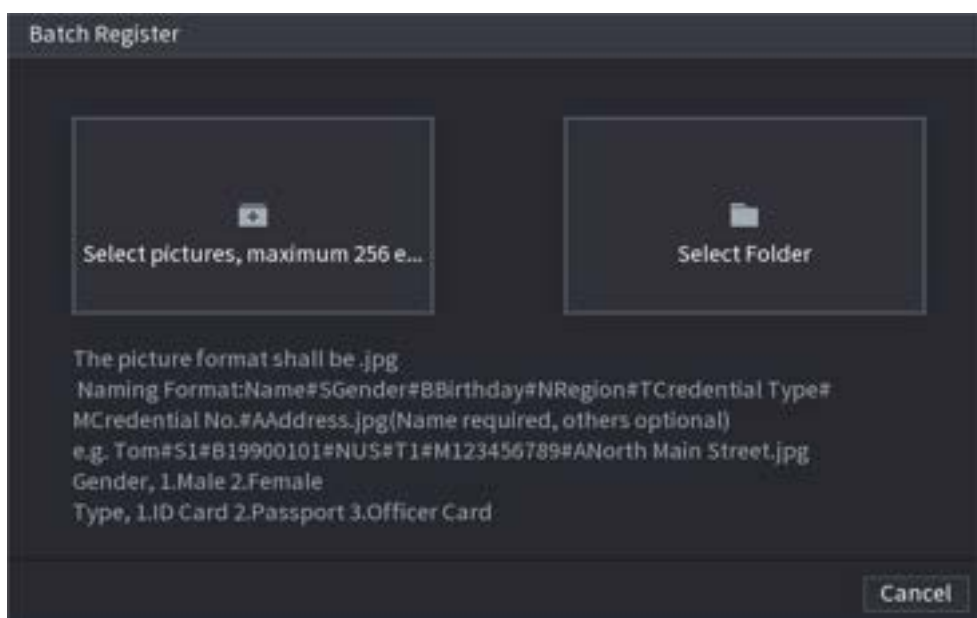 Batch Register
Select pictures, maximum 256 e...
Select Folder
The picture format shall be .jpg
Naming Format:Name#SGender#BBirthday#NRegion#TCredential Type#
MCredential No.#AAddress.jpg(Name required, others optional)
e.g. Tom#S1#B19900101#NUS#T1#M123456789#ANorth Main Street.jpg
Gender, 1.Male 2.Female
Type, 1.ID Card 2.Passport 3.Officer Card
Cancel